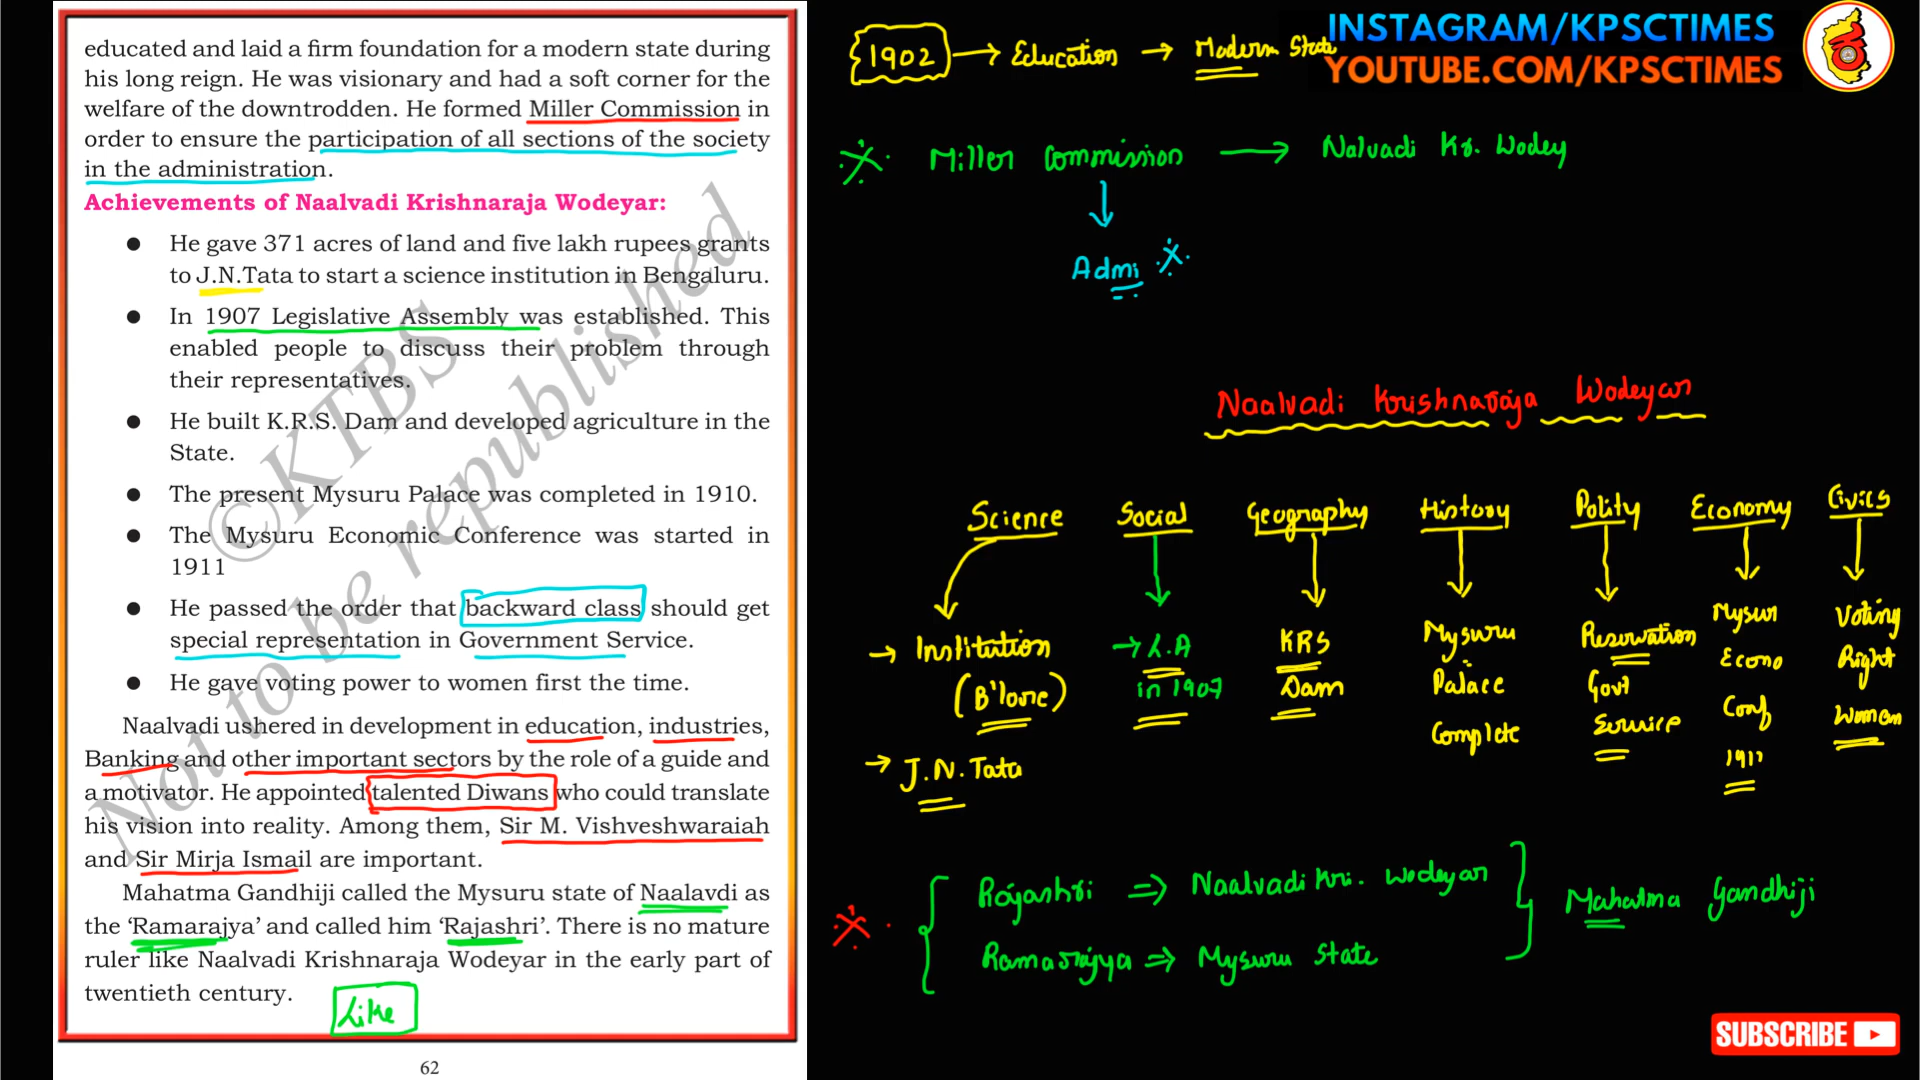 educated and laid a firm foundation for a modern state during
his long reign. He was visionary and had a soft corner for the
welfare of the downtrodden. He formed Miller Commission in
order to ensure the participation of all sections of the society
in the administration.
Achievements of Naalvadi Krishnaraja Wodeyar:
● He gave 371 acres of land and five lakh rupees grants
to J.N.Tata to start a science institution in Bengaluru.
● In 1907 Legislative Assembly was established. This
enabled people to discuss their problem through
their representatives.
● He built K.R.S. Dam and developed agriculture in the
State.
● The present Mysuru Palace was completed in 1910.
● The Mysuru Economic Conference was started in
1911
● He passed the order that backward class should get
special representation in Government Service.
● He gave voting power to women first the time.
Naalvadi ushered in development in education, industries,
Banking and other important sectors by the role of a guide and
a motivator. He appointed talented Diwans who could translate
his vision into reality. Among them, Sir M. Vishveshwaraiah
and Sir Mirja Ismail are important.
Mahatma Gandhiji called the Mysuru state of Naalavdi as
the ‘Ramarajya’ and called him ‘Rajashri’. There is no mature
ruler like Naalvadi Krishnaraja Wodeyar in the early part of
twentieth century.
Like
62
©KTBS
Not to be republished
INSTAGRAM/KPSCTIMES
YOUTUBE.COM/KPSCTIMES
1902 → Education → Modern State
Miller Commission → Nalvadi Kr. Wodey
Admi
Naalvadi Krishnaraja Wodeyar
Science Social Geography History Polity Economy Civics
→ Institution
(B'lore)
→ J.N. Tata
→ L.A
in 1907
KRS
Dam
Mysuru
Palace
Complete
Reservation
Govt
Service
Mysur
Econo
Conf
1911
Voting
Right
Women
Rajashri ⇒ Naalvadi Kri. Wodeyar
Ramarajya ⇒ Mysuru State
Mahatma Gandhiji
SUBSCRIBE